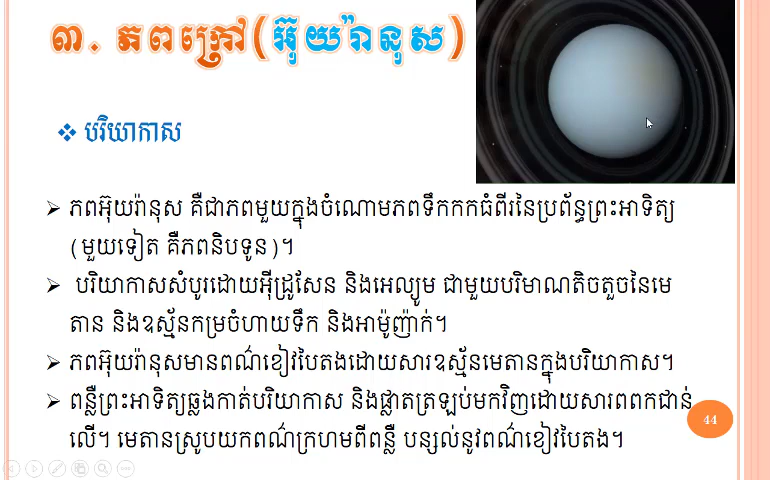 ៣. ភពក្រៅ(អ៊ុយរ៉ានុស)
❖ បរិយាកាស
➢ ភពអ៊ុយរ៉ានុស គឺជាភពមួយក្នុងចំណោមភពទឹកកកធំពីរនៃប្រព័ន្ធព្រះអាទិត្យ
(មួយទៀត គឺភពនិបទូន)។
➢ បរិយាកាសសំបូរដោយអ៊ីដ្រូសែន និងអេល្យូម ជាមួយបរិមាណតិចតួចនៃមេ
តាន និងឧស្ម័នកម្រចំហាយទឹក និងអាម៉ូញ៉ាក់។
➢ ភពអ៊ុយរ៉ានុសមានពណ៌ខៀវបៃតងដោយសារឧស្ម័នមេតានក្នុងបរិយាកាស។
➢ ពន្លឺព្រះអាទិត្យឆ្លងកាត់បរិយាកាស និងផ្លាតត្រឡប់មកវិញដោយសារពពកជាន់
លើ។ មេតានស្រូបយកពណ៌ក្រហមពីពន្លឺ បន្សល់នូវពណ៌ខៀវបៃតង។
44